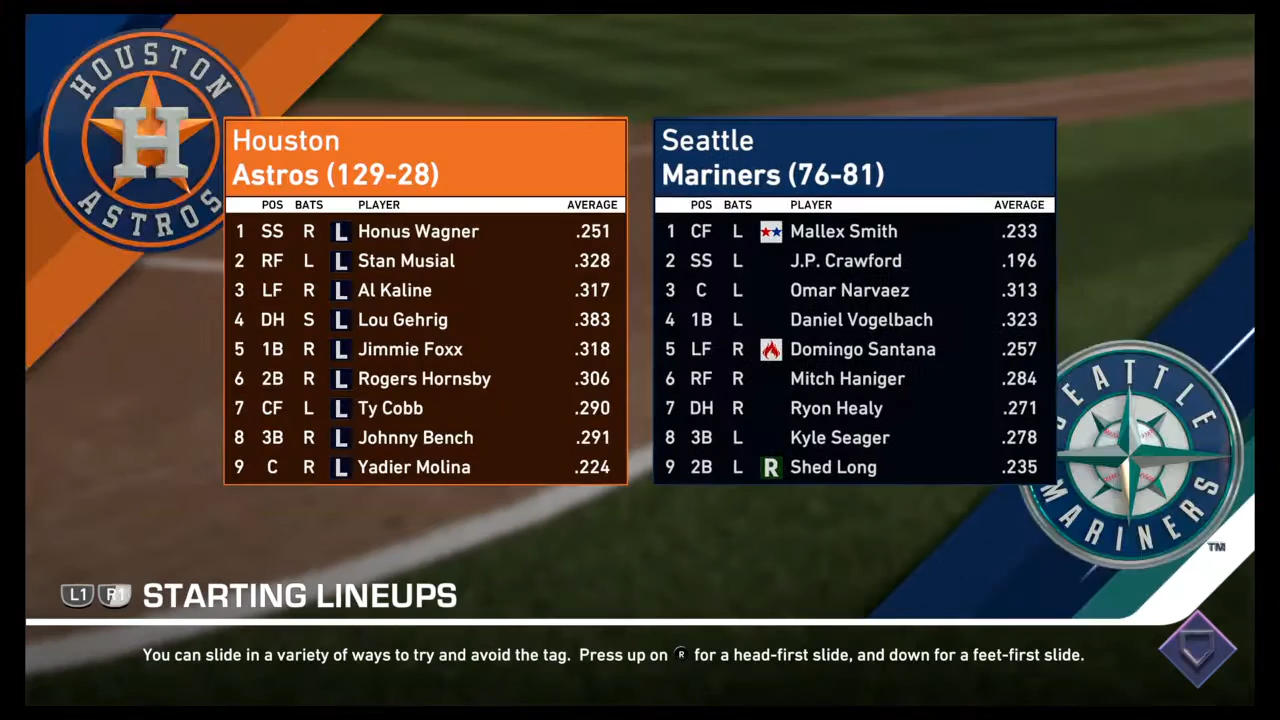 HOUSTON
H
ASTROS
Houston
Astros (129-28)
POS BATS PLAYER AVERAGE
1 SS R L Honus Wagner .251
2 RF L L Stan Musial .328
3 LF R L Al Kaline .317
4 DH S L Lou Gehrig .383
5 1B R L Jimmie Foxx .318
6 2B R L Rogers Hornsby .306
7 CF L L Ty Cobb .290
8 3B R L Johnny Bench .291
9 C R L Yadier Molina .224
Seattle
Mariners (76-81)
POS BATS PLAYER AVERAGE
1 CF L Mallex Smith .233
2 SS L J.P. Crawford .196
3 C L Omar Narvaez .313
4 1B L Daniel Vogelbach .323
5 LF R Domingo Santana .257
6 RF R Mitch Haniger .284
7 DH R Ryon Healy .271
8 3B L Kyle Seager .278
9 2B L R Shed Long .235
SEATTLE
MARINERS
TM
L1 R1 STARTING LINEUPS
You can slide in a variety of ways to try and avoid the tag. Press up on R for a head-first slide, and down for a feet-first slide.